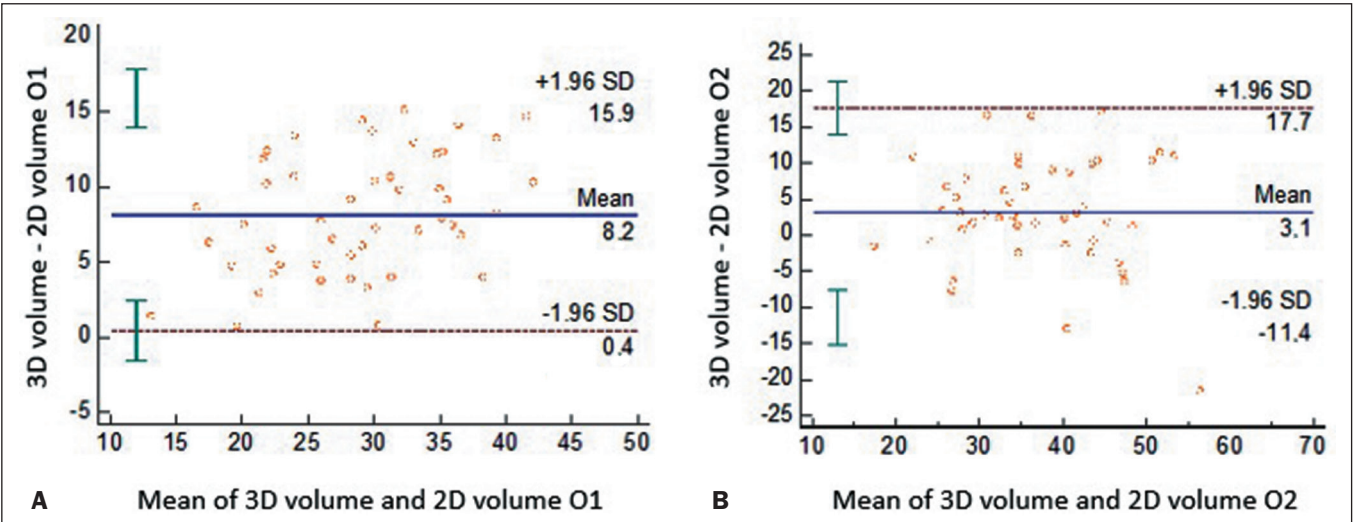 3D volume - 2D volume O1
20
15
10
5
0
-5
+1.96 SD
15.9
Mean
8.2
-1.96 SD
0.4
10 15 20 25 30 35 40 45 50
A Mean of 3D volume and 2D volume O1
3D volume - 2D volume O2
25
20
15
10
5
0
-5
-10
-15
-20
-25
+1.96 SD
17.7
Mean
3.1
-1.96 SD
-11.4
10 20 30 40 50 60 70
B Mean of 3D volume and 2D volume O2